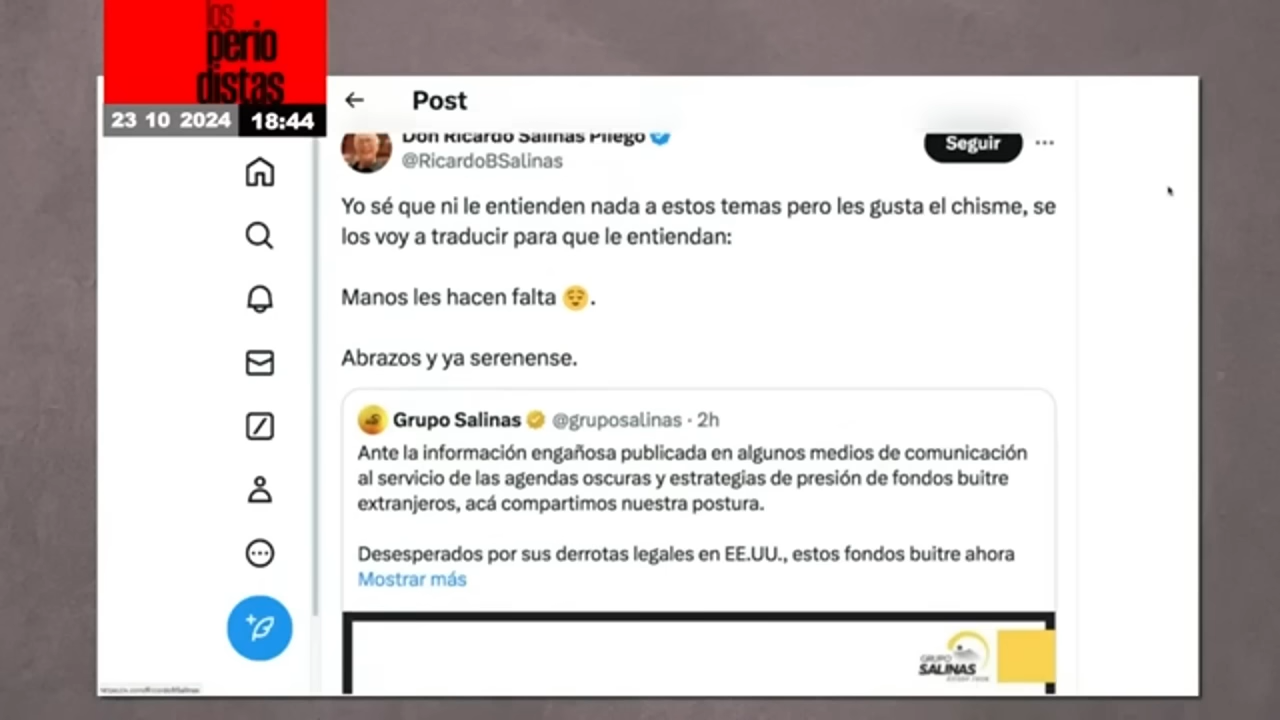 los
perio
distas
23 10 2024 18:44
Post
Don Ricardo Salinas Pliego
@RicardoBSalinas
Seguir
Yo sé que ni le entienden nada a estos temas pero les gusta el chisme, se
los voy a traducir para que le entiendan:
Manos les hacen falta 😌.
Abrazos y ya serenense.
Grupo Salinas @gruposalinas · 2h
Ante la información engañosa publicada en algunos medios de comunicación
al servicio de las agendas oscuras y estrategias de presión de fondos buitre
extranjeros, acá compartimos nuestra postura.
Desesperados por sus derrotas legales en EE.UU., estos fondos buitre ahora
Mostrar más
GRUPO
SALINAS